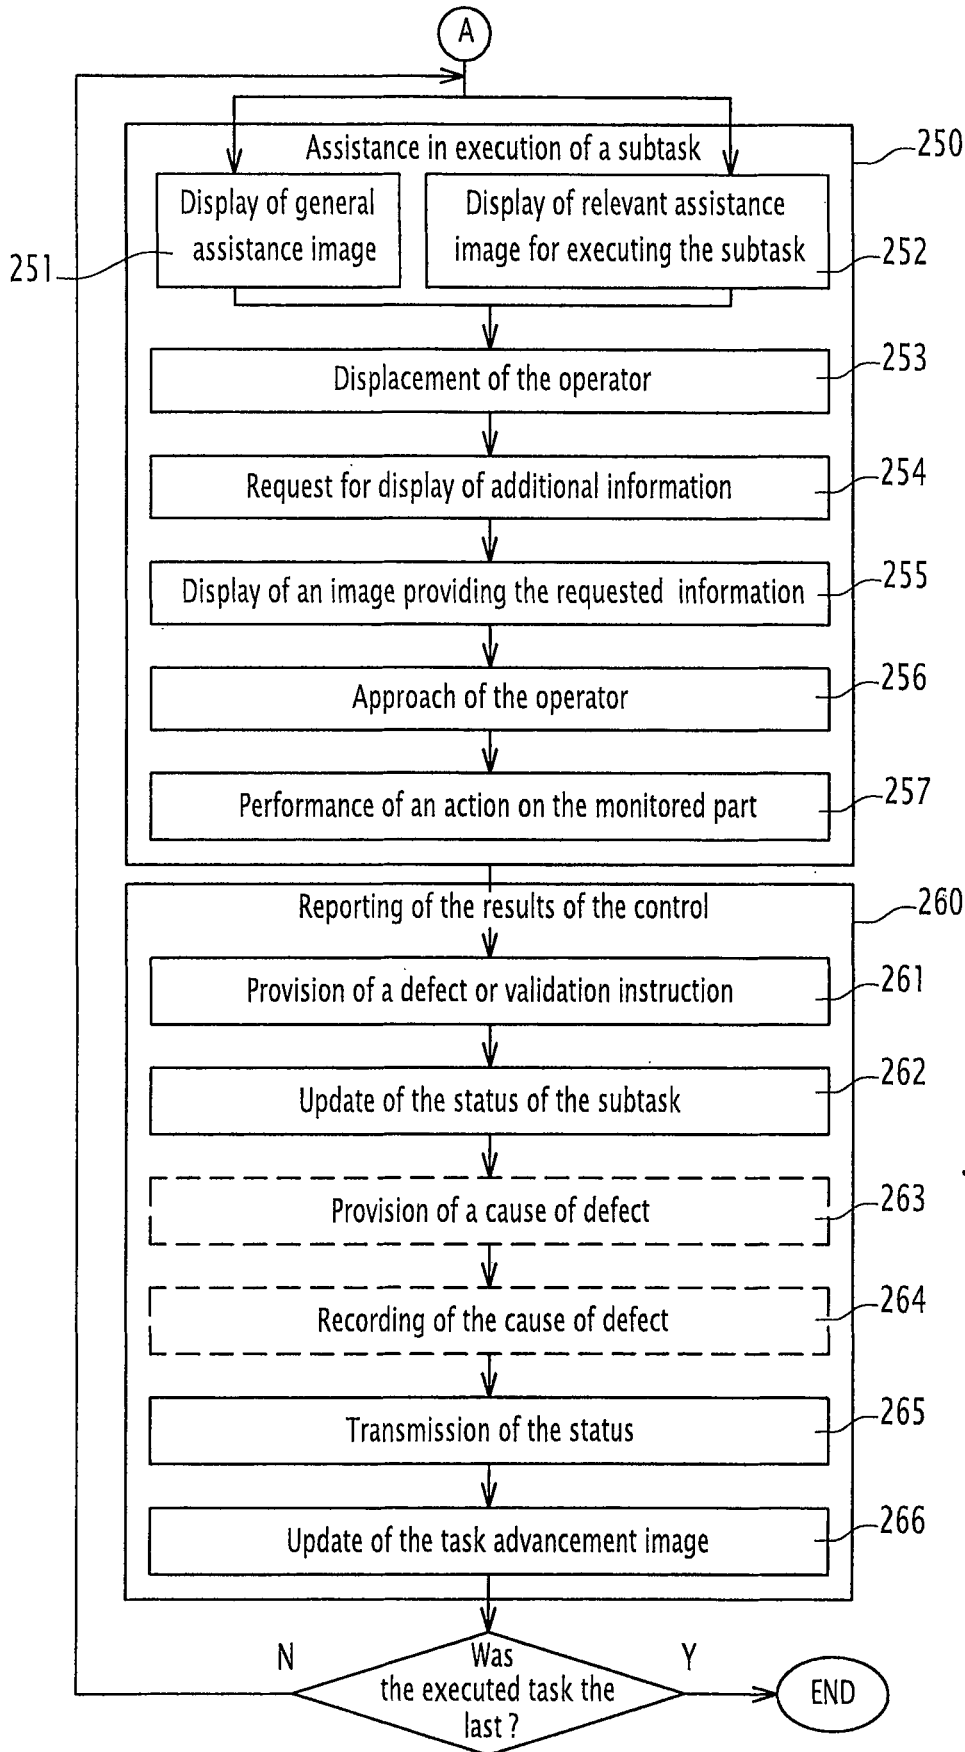 A
Assistance in execution of a subtask
250
Display of general
assistance image
251
Display of relevant assistance
image for executing the subtask
252
Displacement of the operator
253
Request for display of additional information
254
Display of an image providing the requested information
255
Approach of the operator
256
Performance of an action on the monitored part
257
Reporting of the results of the control
260
Provision of a defect or validation instruction
261
Update of the status of the subtask
262
Provision of a cause of defect
263
Recording of the cause of defect
264
Transmission of the status
265
Update of the task advancement image
266
N
Was
the executed task the
last ?
Y
END